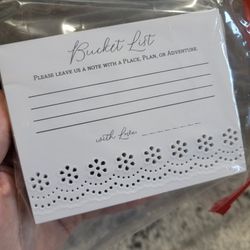 Bucket List
Please leave us a note with a Place, Plan, or Adventure
with Love,